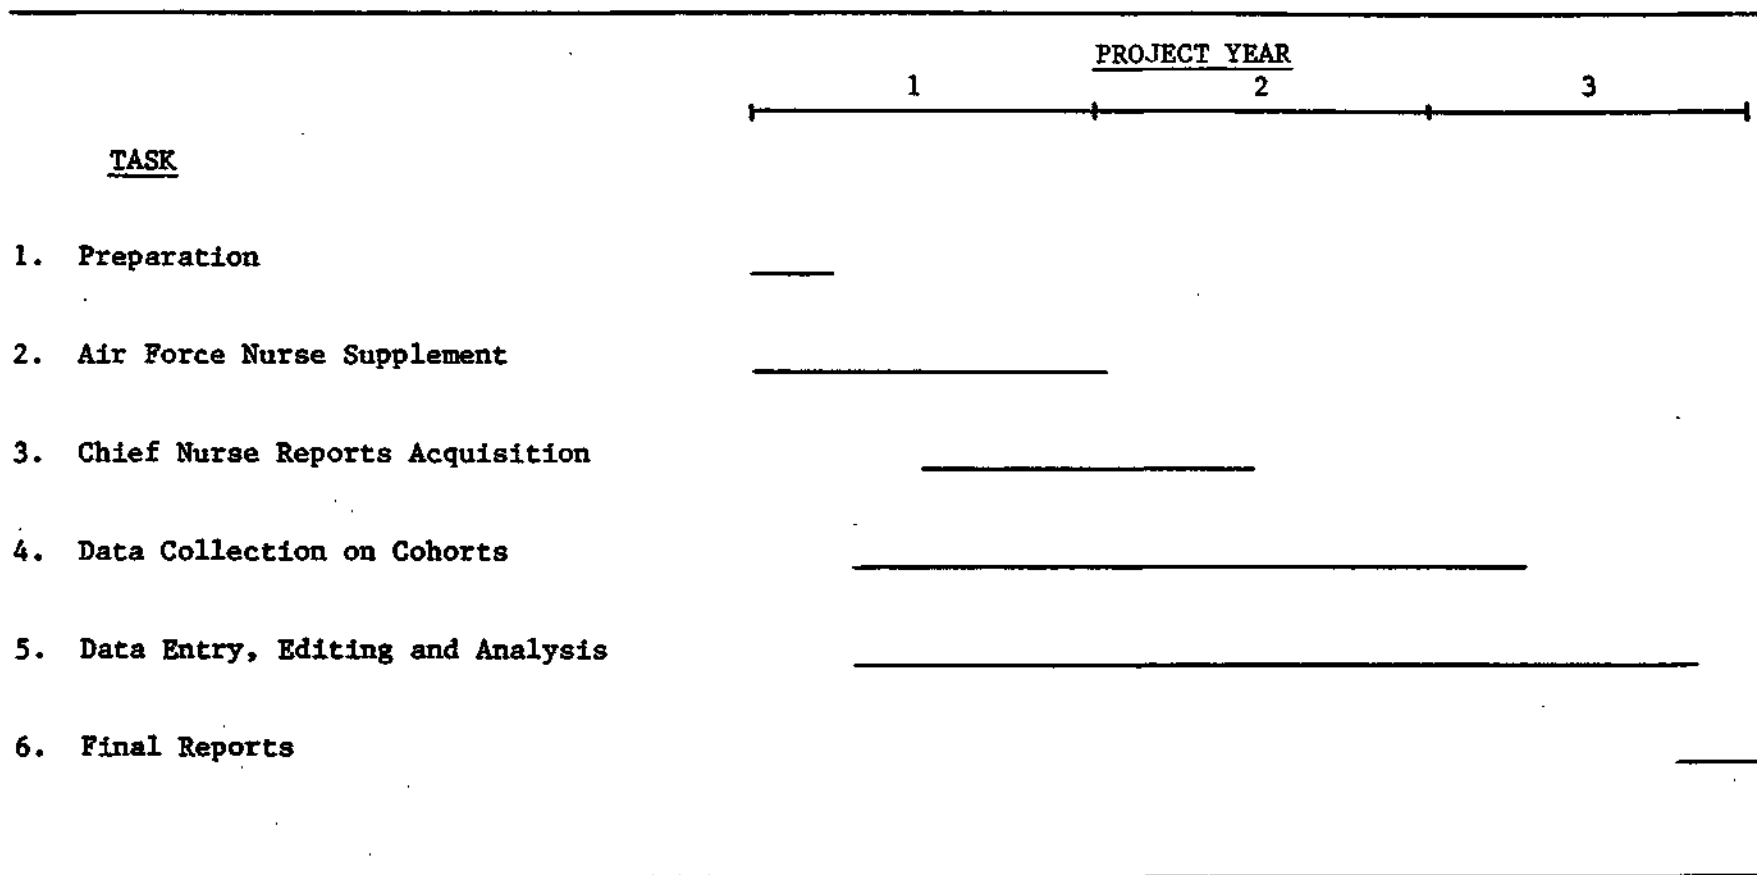 PROJECT YEAR
1 2 3
TASK
1. Preparation
2. Air Force Nurse Supplement
3. Chief Nurse Reports Acquisition
4. Data Collection on Cohorts
5. Data Entry, Editing and Analysis
6. Final Reports